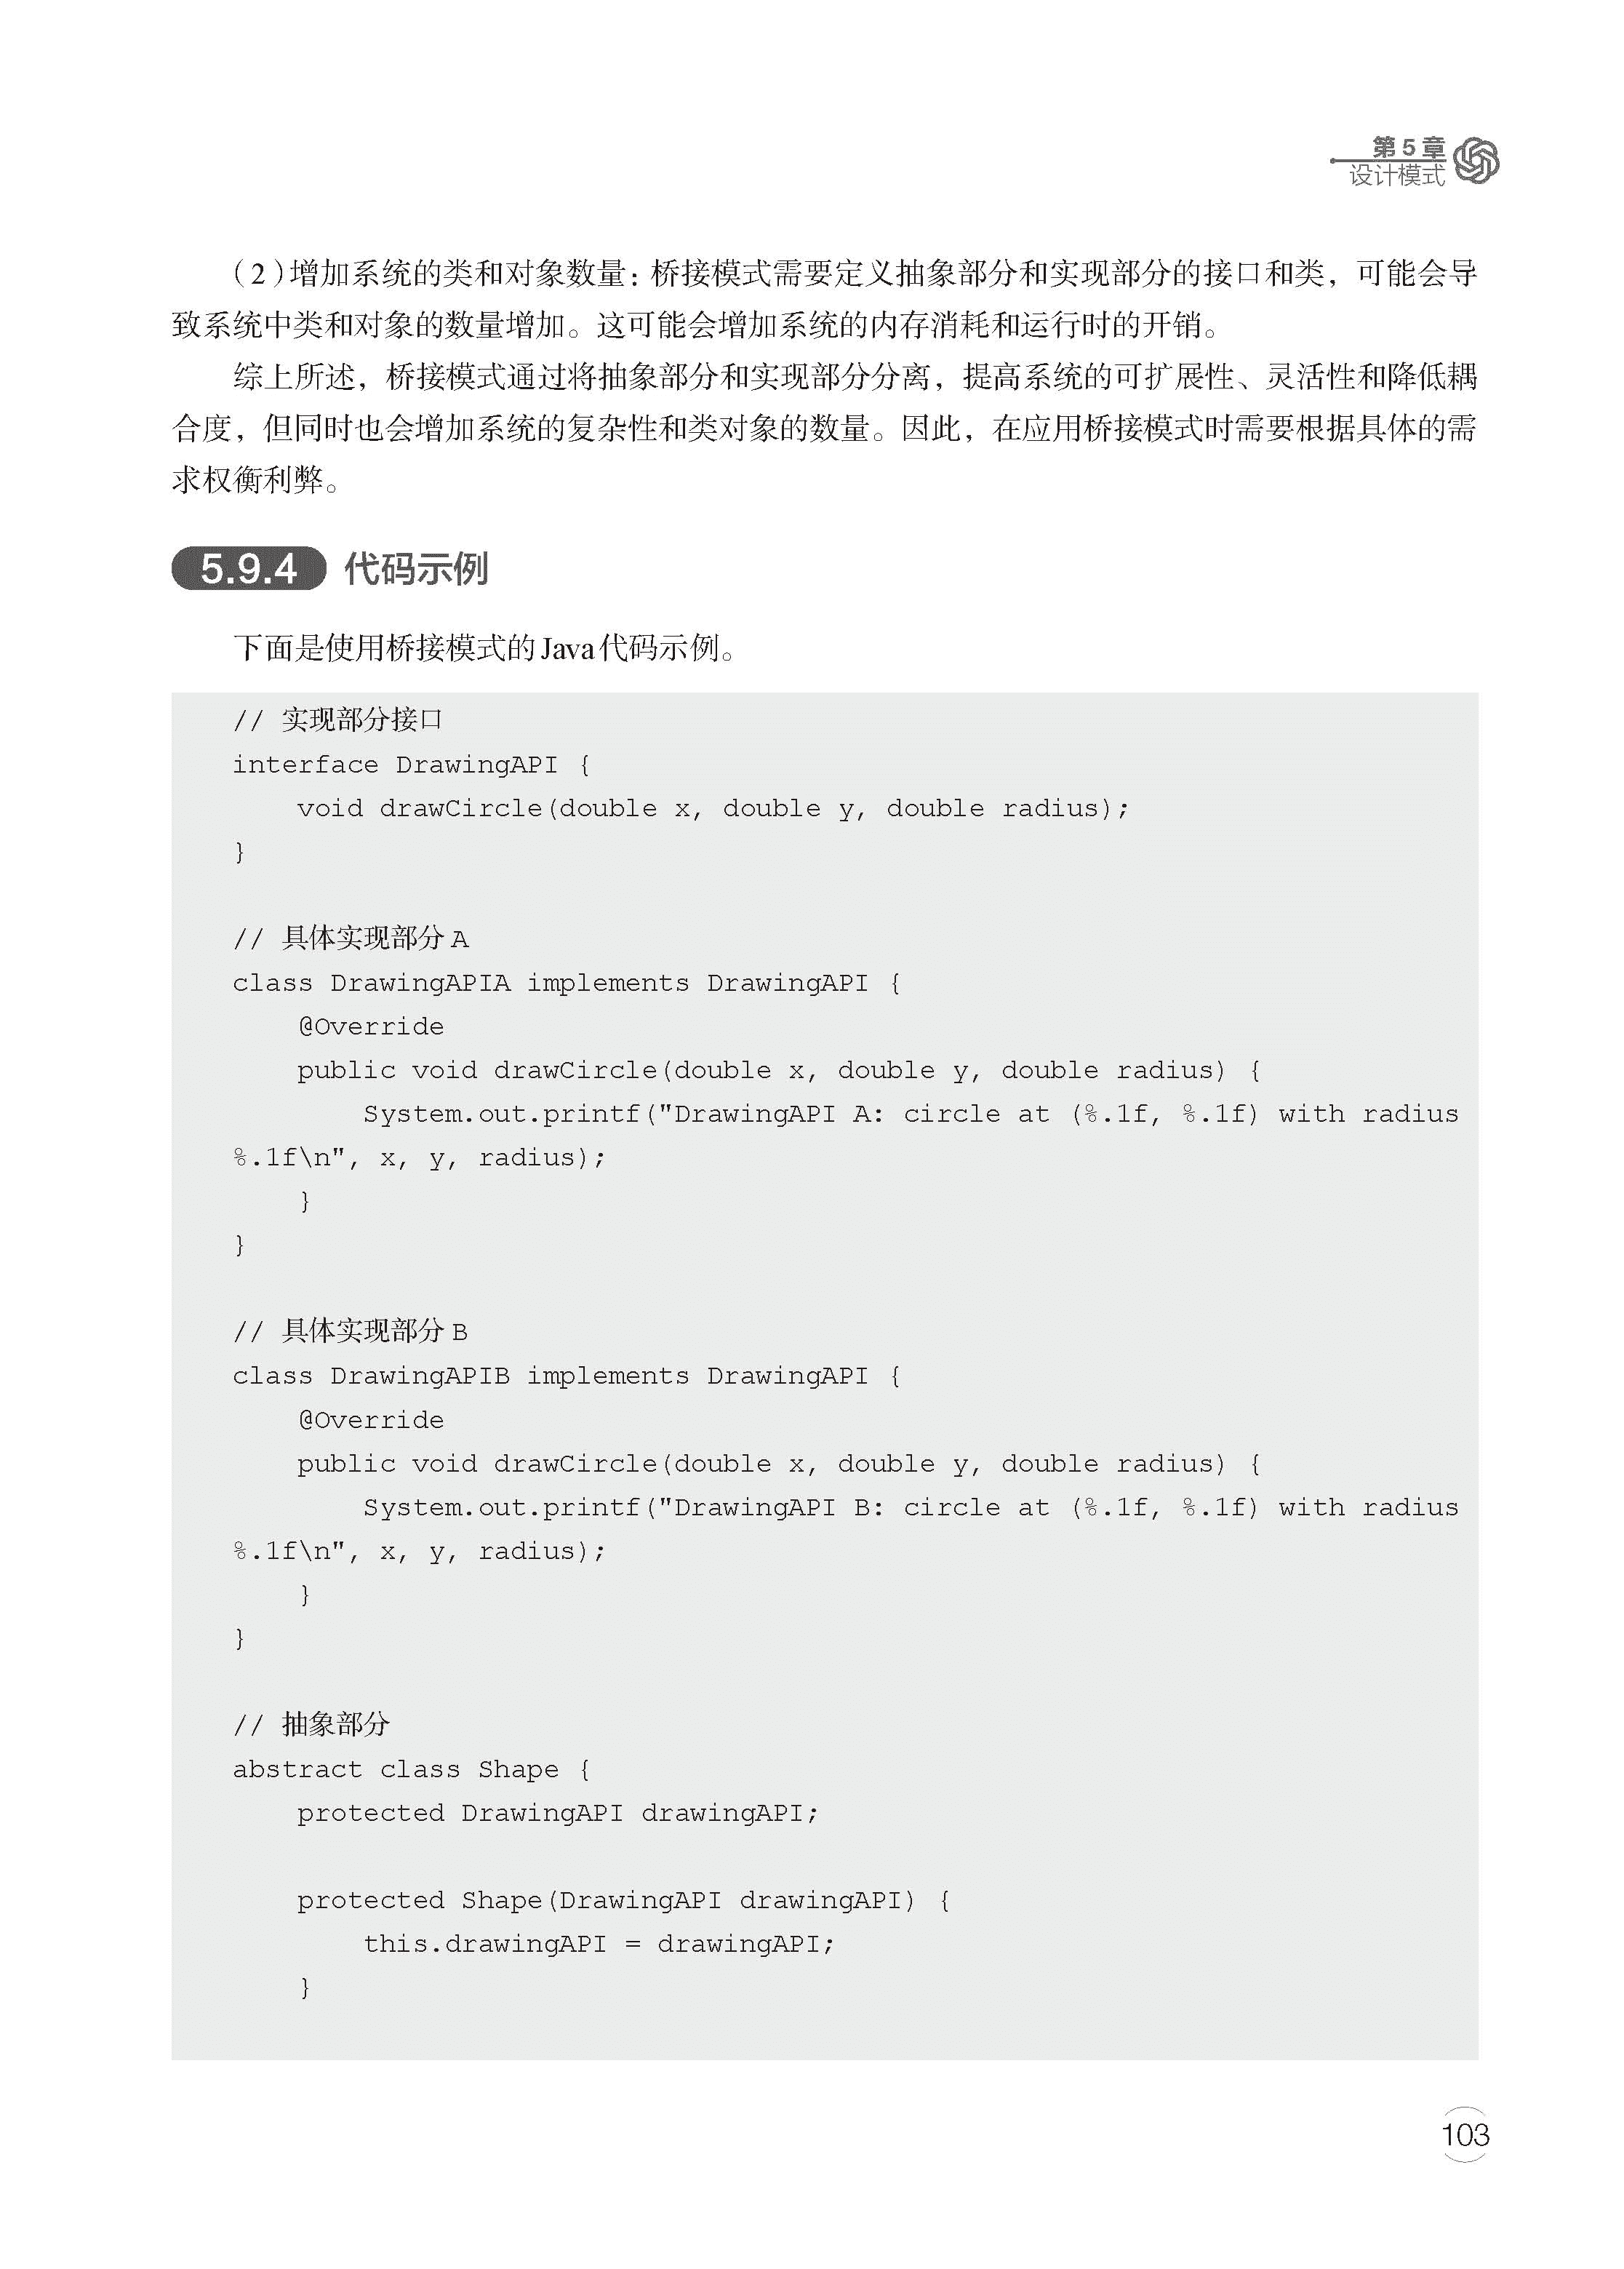 第5章
设计模式
（2）增加系统的类和对象数量：桥接模式需要定义抽象部分和实现部分的接口和类，可能会导
致系统中类和对象的数量增加。这可能会增加系统的内存消耗和运行时的开销。
综上所述，桥接模式通过将抽象部分和实现部分分离，提高系统的可扩展性、灵活性和降低耦
合度，但同时也会增加系统的复杂性和类对象的数量。因此，在应用桥接模式时需要根据具体的需
求权衡利弊。
5.9.4 代码示例
下面是使用桥接模式的Java代码示例。
// 实现部分接口
interface DrawingAPI {
    void drawCircle(double x, double y, double radius);
}
// 具体实现部分A
class DrawingAPIA implements DrawingAPI {
    @Override
    public void drawCircle(double x, double y, double radius) {
        System.out.printf("DrawingAPI A: circle at (%.1f, %.1f) with radius
%.1f\n", x, y, radius);
    }
}
// 具体实现部分B
class DrawingAPIB implements DrawingAPI {
    @Override
    public void drawCircle(double x, double y, double radius) {
        System.out.printf("DrawingAPI B: circle at (%.1f, %.1f) with radius
%.1f\n", x, y, radius);
    }
}
// 抽象部分
abstract class Shape {
    protected DrawingAPI drawingAPI;
    protected Shape(DrawingAPI drawingAPI) {
        this.drawingAPI = drawingAPI;
    }
103